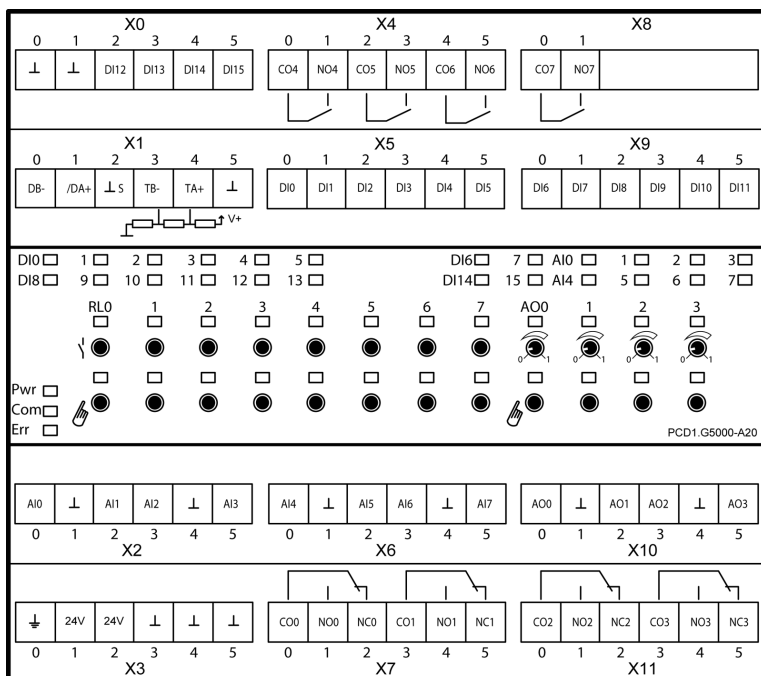 X0 X4 X8
0 1 2 3 4 5 0 1 2 3 4 5 0 1
⊥ ⊥ DI12 DI13 DI14 DI15 CO4 NO4 CO5 NO5 CO6 NO6 CO7 NO7
X1 X5 X9
0 1 2 3 4 5 0 1 2 3 4 5 0 1 2 3 4 5
DB- /DA+ ⊥ S TB- TA+ ⊥ DI0 DI1 DI2 DI3 DI4 DI5 DI6 DI7 DI8 DI9 DI10 DI11
V+
DI0 1 2 3 4 5 DI6 7 AI0 1 2 3
DI8 9 10 11 12 13 DI14 15 AI4 5 6 7
RL0 1 2 3 4 5 6 7 AO0 1 2 3
0 1 0 1 0 1 0 1
Pwr
Com
Err
PCD1.G5000-A20
AI0 ⊥ AI1 AI2 ⊥ AI3 AI4 ⊥ AI5 AI6 ⊥ AI7 AO0 ⊥ AO1 AO2 ⊥ AO3
0 1 2 3 4 5 0 1 2 3 4 5 0 1 2 3 4 5
X2 X6 X10
24V 24V ⊥ ⊥ ⊥ CO0 NO0 NC0 CO1 NO1 NC1 CO2 NO2 NC2 CO3 NO3 NC3
0 1 2 3 4 5 0 1 2 3 4 5 0 1 2 3 4 5
X3 X7 X11